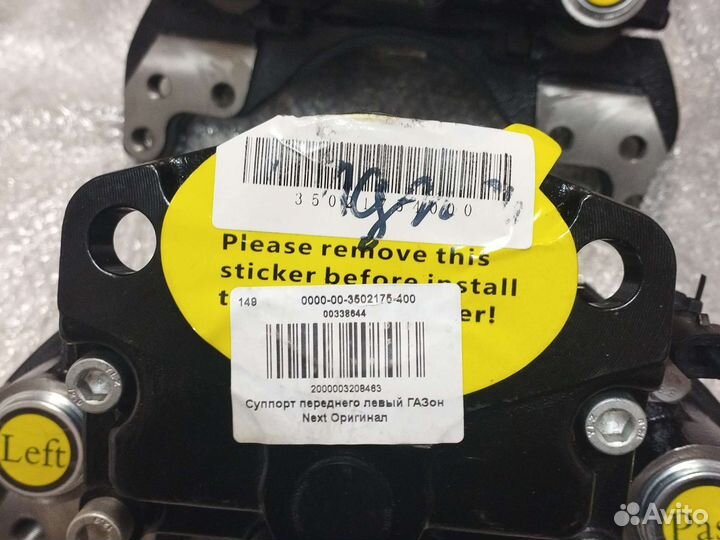 Please remove this
sticker before install
149 0000-00-3502175-400
00338644
2000003208463
Суппорт переднего левый ГАЗон
Next Оригинал
Left
Avito